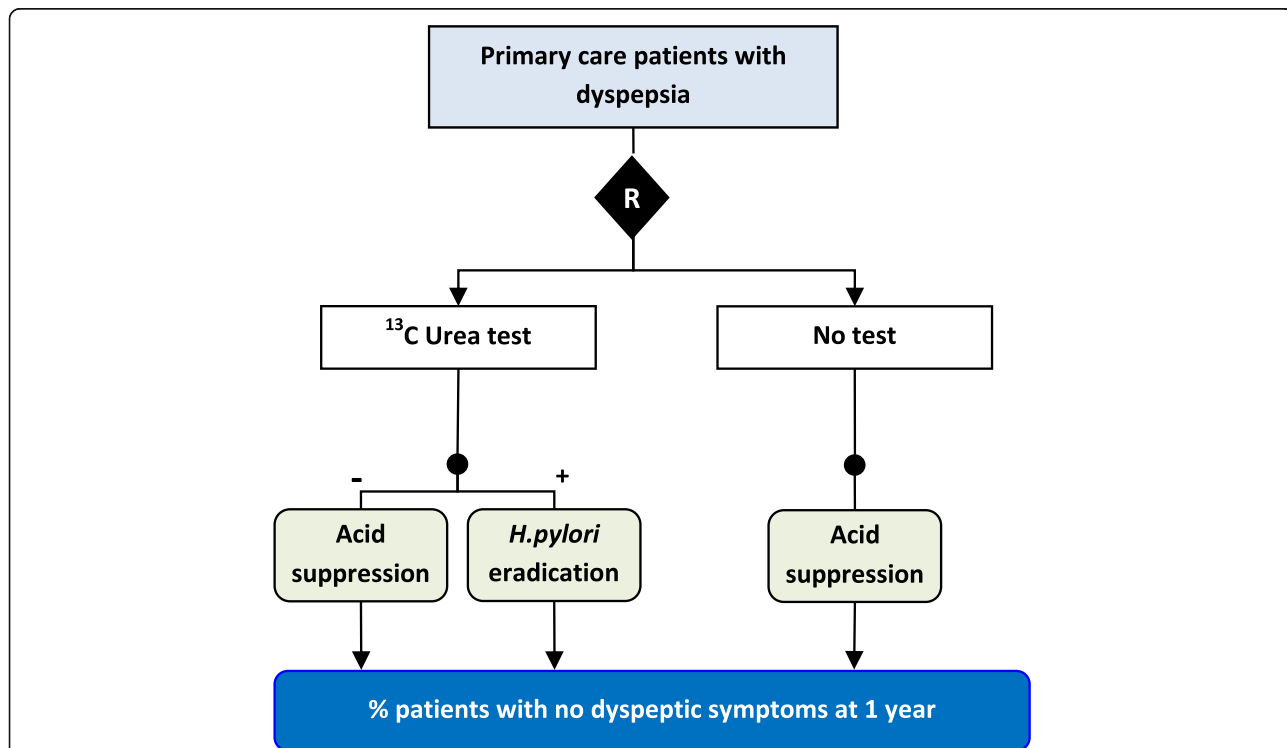 Primary care patients with
dyspepsia
R
¹³C Urea test
No test
-
+
Acid
suppression
H.pylori
eradication
Acid
suppression
% patients with no dyspeptic symptoms at 1 year